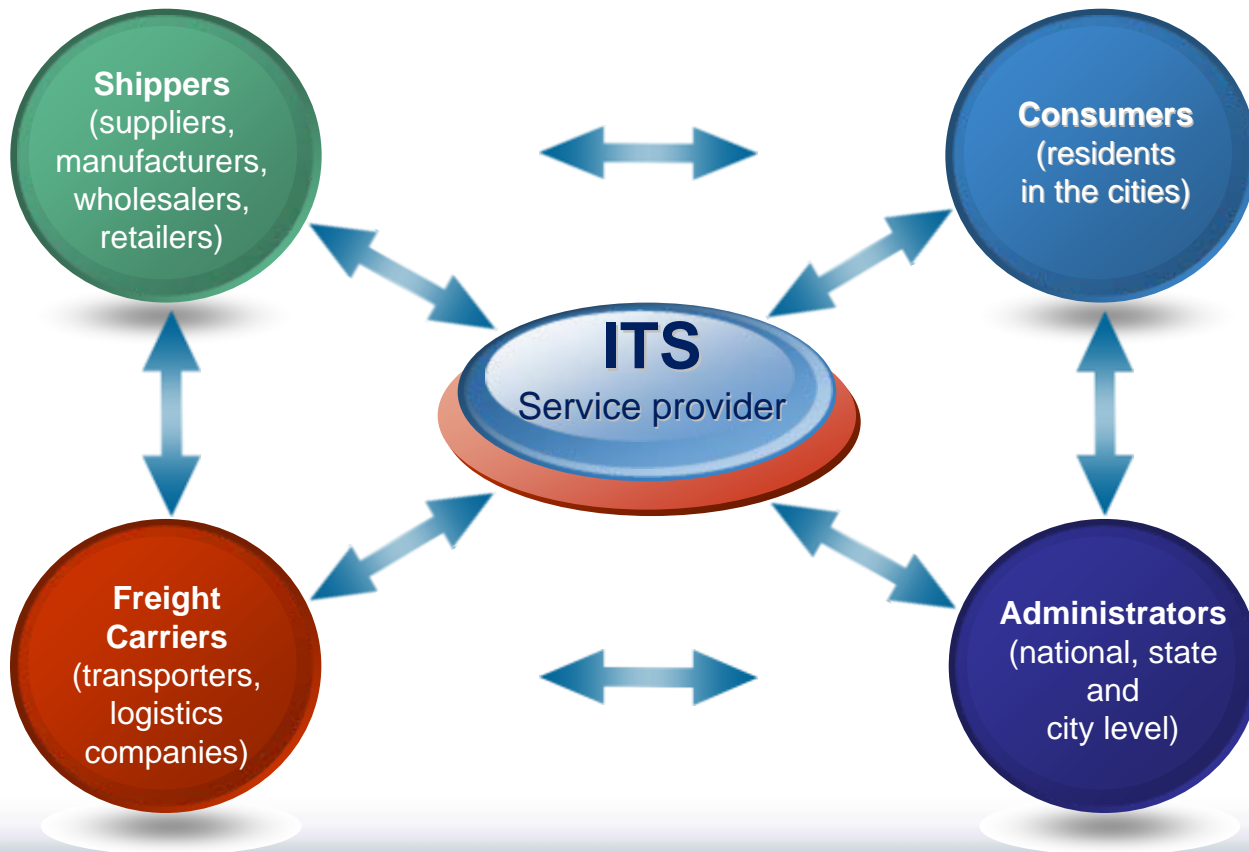 Shippers
(suppliers,
manufacturers,
wholesalers,
retailers)
Consumers
(residents
in the cities)
ITS
Service provider
Freight
Carriers
(transporters,
logistics
companies)
Administrators
(national, state
and
city level)